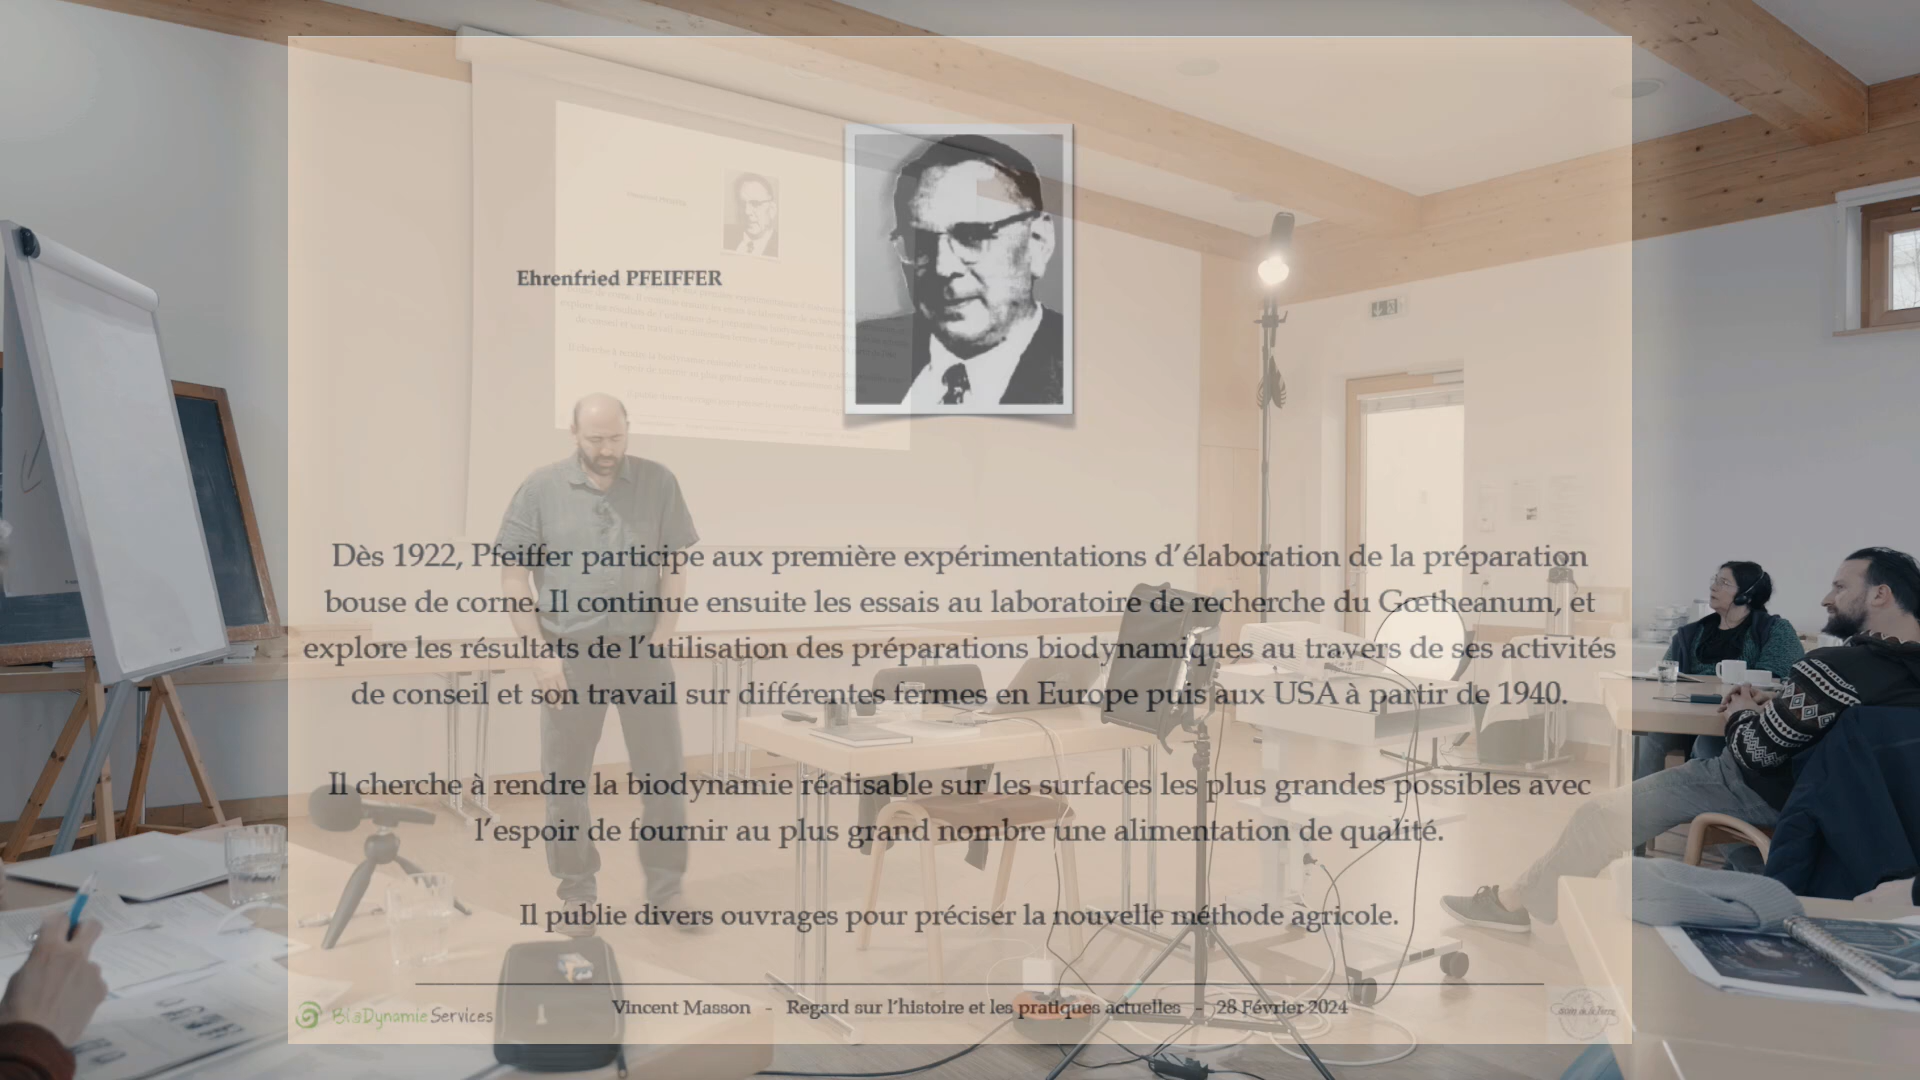 Ehrenfried PFEIFFER
Dès 1922, Pfeiffer participe aux première expérimentations d’élaboration de la préparation
bouse de corne. Il continue ensuite les essais au laboratoire de recherche du Gœtheanum, et
explore les résultats de l’utilisation des préparations biodynamiques au travers de ses activités
de conseil et son travail sur différentes fermes en Europe puis aux USA à partir de 1940.
Il cherche à rendre la biodynamie réalisable sur les surfaces les plus grandes possibles avec
l’espoir de fournir au plus grand nombre une alimentation de qualité.
Il publie divers ouvrages pour préciser la nouvelle méthode agricole.
BioDynamie Services
Vincent Masson - Regard sur l’histoire et les pratiques actuelles - 28 Février 2024